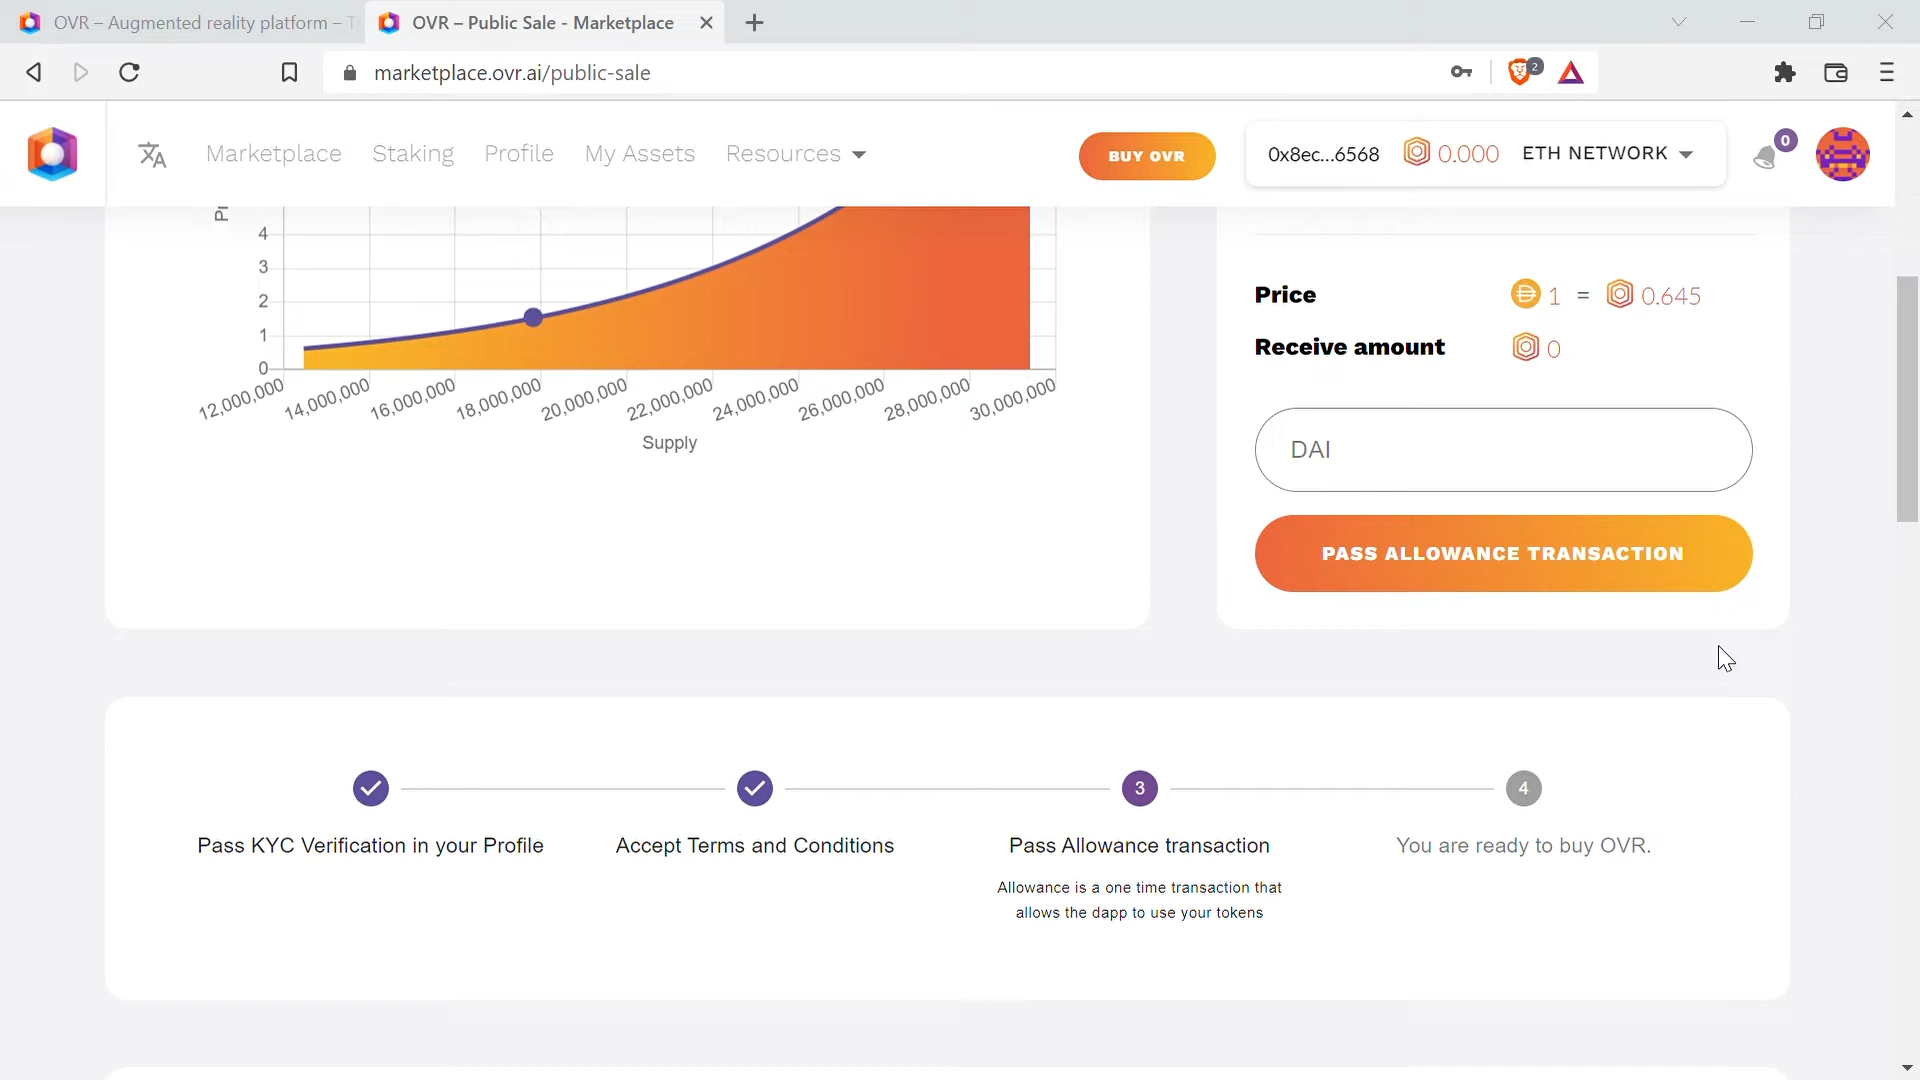 OVR – Augmented reality platform – T
OVR – Public Sale - Marketplace
marketplace.ovr.ai/public-sale
2
Marketplace
Staking
Profile
My Assets
Resources
BUY OVR
0x8ec...6568
0.000
ETH NETWORK
0
4
3
2
1
0
12,000,000
14,000,000
16,000,000
18,000,000
20,000,000
22,000,000
24,000,000
26,000,000
28,000,000
30,000,000
Supply
Price
1 = 0.645
Receive amount
0
DAI
PASS ALLOWANCE TRANSACTION
3
4
Pass KYC Verification in your Profile
Accept Terms and Conditions
Pass Allowance transaction
You are ready to buy OVR.
Allowance is a one time transaction that
allows the dapp to use your tokens